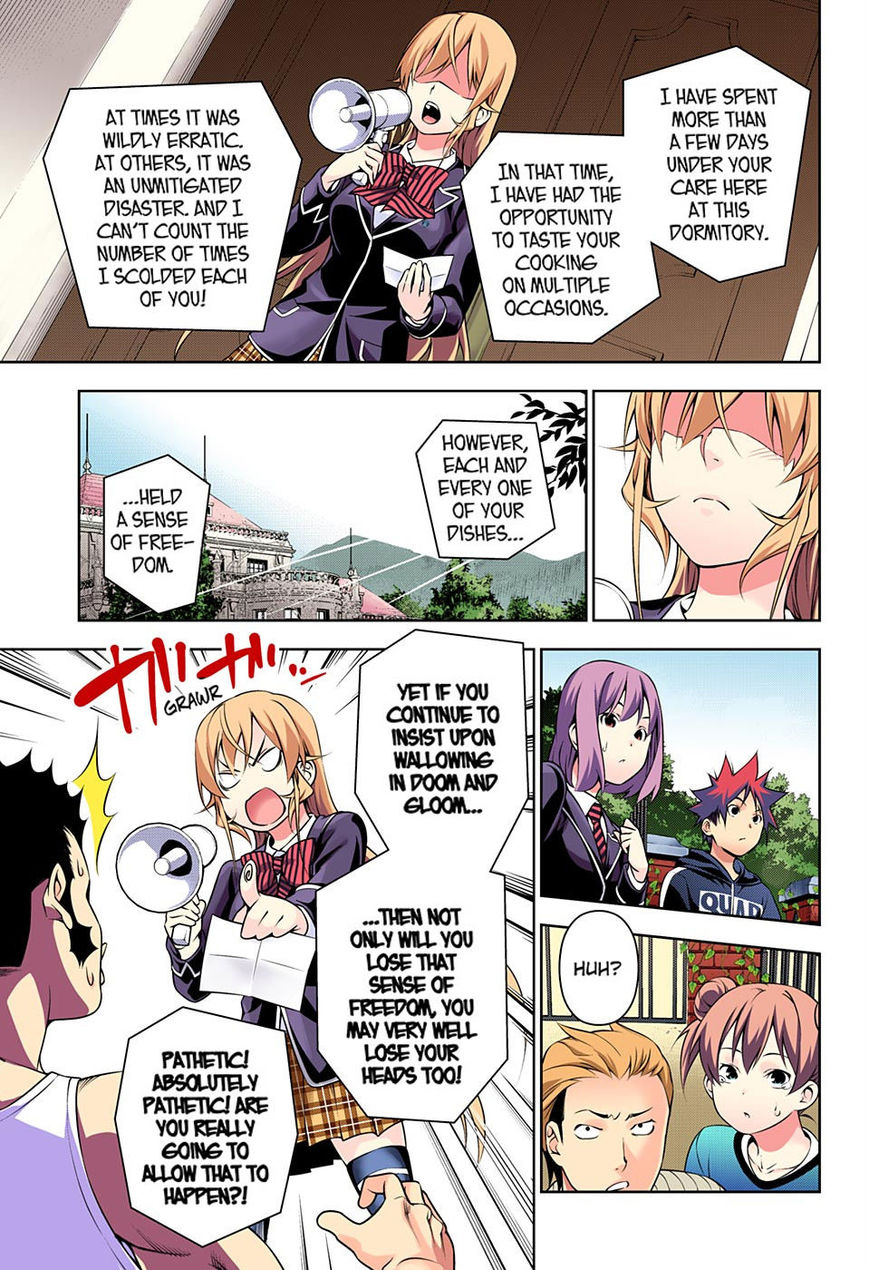 I HAVE SPENT
MORE THAN
A FEW DAYS
UNDER YOUR
CARE HERE
AT THIS
DORMITORY.
IN THAT TIME,
I HAVE HAD THE
OPPORTUNITY
TO TASTE YOUR
COOKING
ON MULTIPLE
OCCASIONS.
AT TIMES IT WAS
WILDLY ERRATIC.
AT OTHERS, IT WAS
AN UNMITIGATED
DISASTER. AND I
CAN'T COUNT THE
NUMBER OF TIMES
I SCOLDED EACH
OF YOU!
HOWEVER,
EACH AND
EVERY ONE
OF YOUR
DISHES...
...HELD
A SENSE
OF FREE-
DOM.
QUAD
HUH?
YET IF YOU
CONTINUE TO
INSIST UPON
WALLOWING
IN DOOM AND
GLOOM...
ガミガミ
GRAWR
...THEN NOT
ONLY WILL YOU
LOSE THAT
SENSE OF
FREEDOM, YOU
MAY VERY WELL
LOSE YOUR
HEADS TOO!
PATHETIC!
ABSOLUTELY
PATHETIC! ARE
YOU REALLY
GOING TO
ALLOW THAT TO
HAPPEN?!